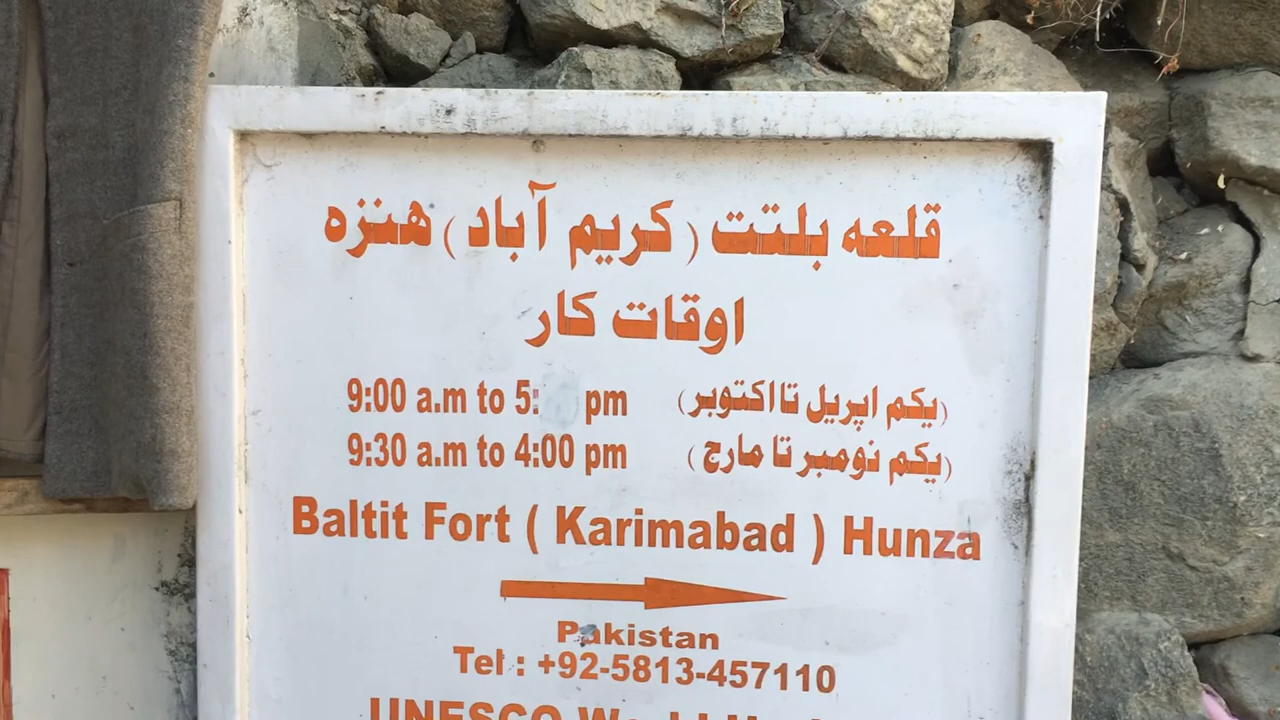 قلعہ بلتت (کریم آباد) ھنزہ
اوقات کار
9:00 a.m to 5: pm (یکم اپریل تا اکتوبر)
9:30 a.m to 4:00 pm (یکم نومبر تا مارچ)
Baltit Fort ( Karimabad ) Hunza
Pakistan
Tel : +92-5813-457110
UNESCO World